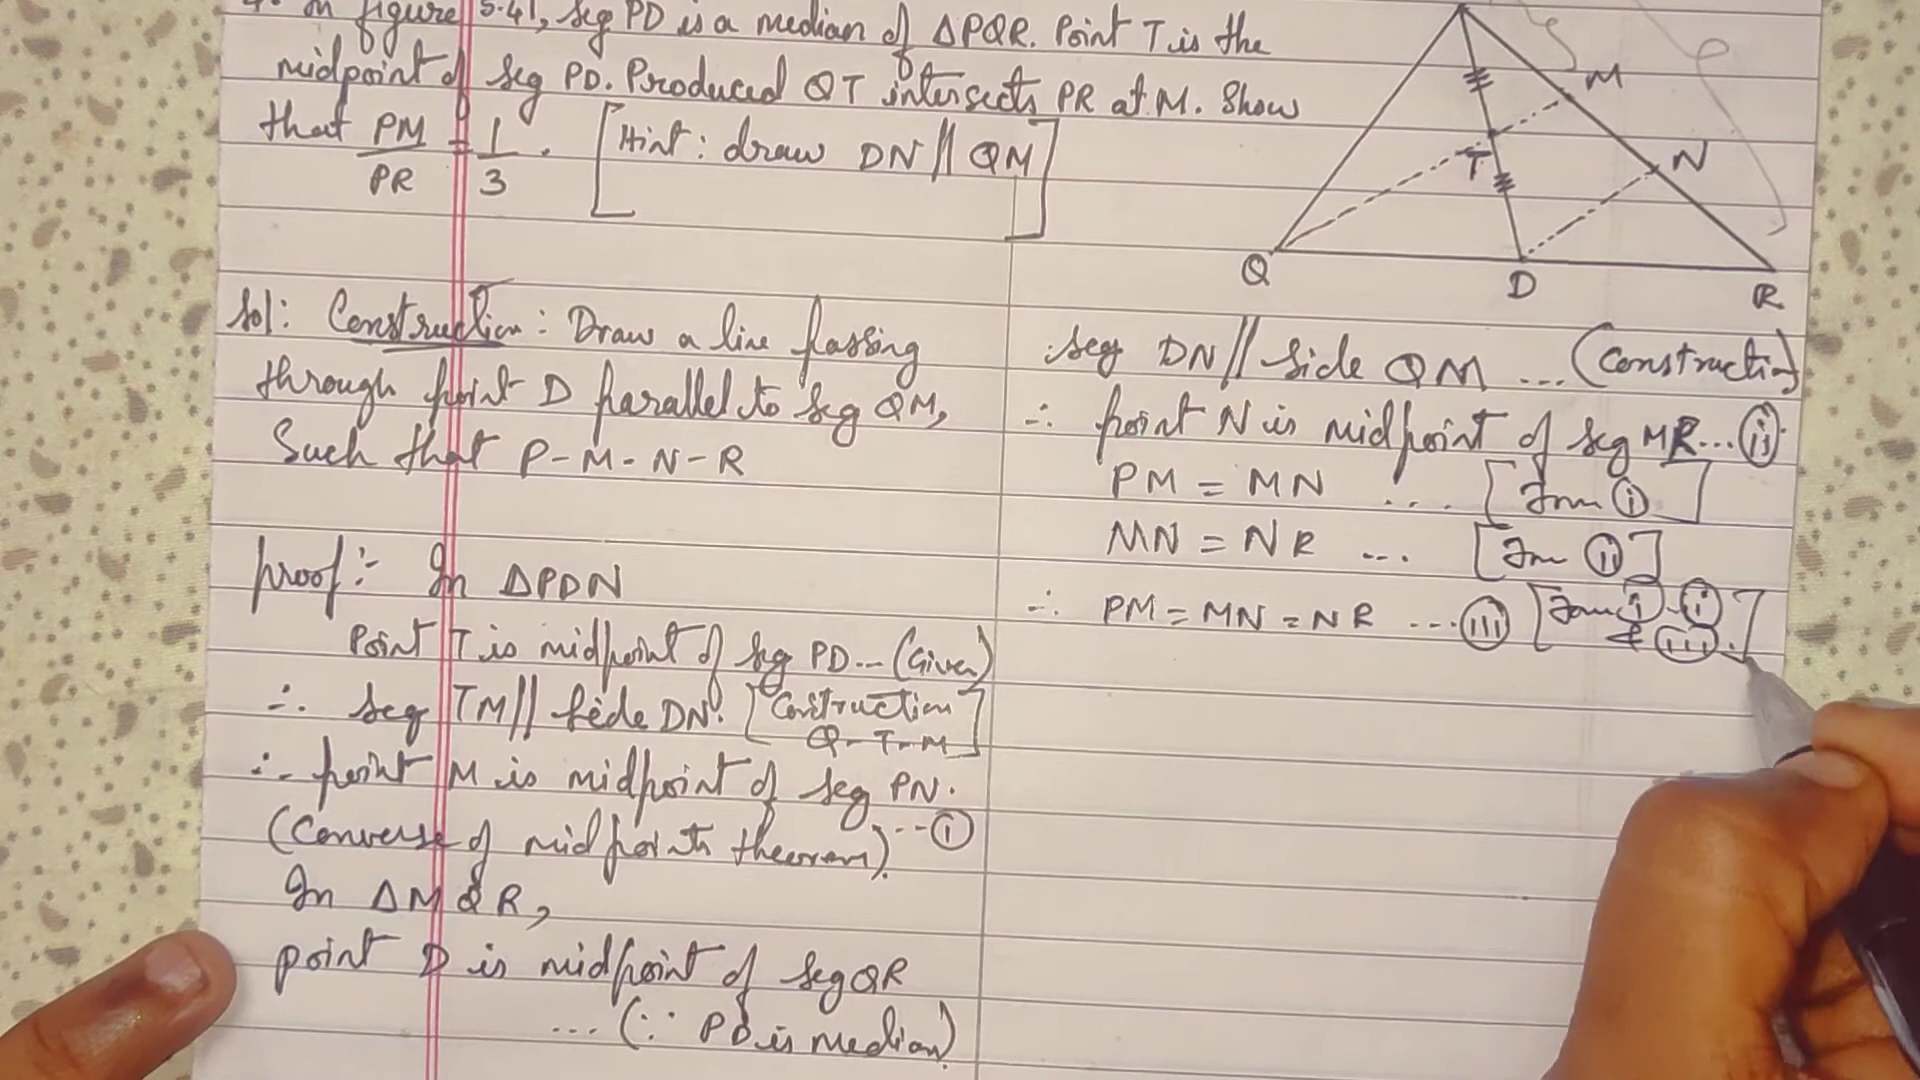 In figure 5.41, seg PD is a median of ΔPQR. Point T is the
midpoint of seg PD. Produced QT intersects PR at M. Show
that PM/PR = 1/3. [Hint: draw DN || QM]
M
T
N
Q
D
R
Sol: Construction: Draw a line passing
through point D parallel to seg QM,
Such that P-M-N-R
proof:- In ΔPDN
Point T is midpoint of seg PD...(Given)
∴ seg TM || side DN. [Construction Q-T-M]
∴ point M is midpoint of seg PN.
(Converse of midpoint theorem). ...(i)
In ΔMQR,
point D is midpoint of seg QR
...(∵ PD is median)
seg DN || side QM ... (Construction)
∴ point N is midpoint of seg MR...(ii)
PM = MN .... [From (i)]
MN = NR ... [From (ii)]
∴ PM = MN = NR ...(iii) [From (i)
& (iii).]